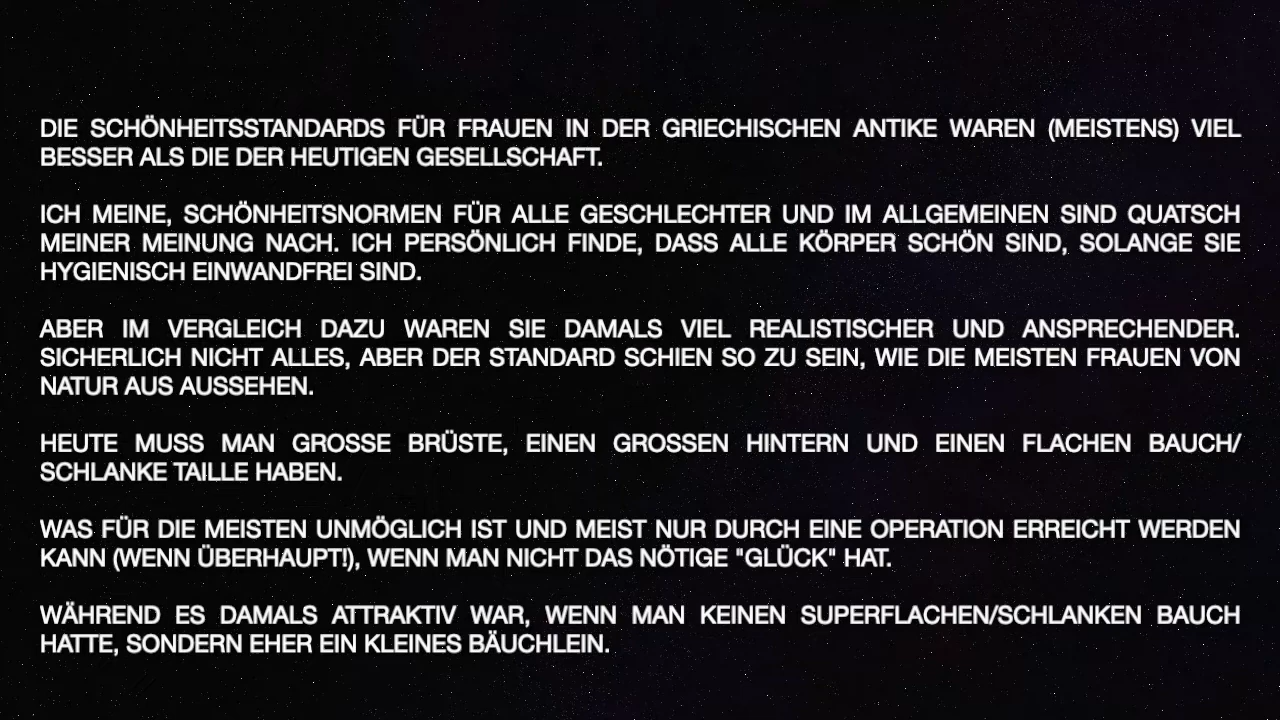 DIE SCHÖNHEITSSTANDARDS FÜR FRAUEN IN DER GRIECHISCHEN ANTIKE WAREN (MEISTENS) VIEL
BESSER ALS DIE DER HEUTIGEN GESELLSCHAFT.
ICH MEINE, SCHÖNHEITSNORMEN FÜR ALLE GESCHLECHTER UND IM ALLGEMEINEN SIND QUATSCH
MEINER MEINUNG NACH. ICH PERSÖNLICH FINDE, DASS ALLE KÖRPER SCHÖN SIND, SOLANGE SIE
HYGIENISCH EINWANDFREI SIND.
ABER IM VERGLEICH DAZU WAREN SIE DAMALS VIEL REALISTISCHER UND ANSPRECHENDER.
SICHERLICH NICHT ALLES, ABER DER STANDARD SCHIEN SO ZU SEIN, WIE DIE MEISTEN FRAUEN VON
NATUR AUS AUSSEHEN.
HEUTE MUSS MAN GROSSE BRÜSTE, EINEN GROSSEN HINTERN UND EINEN FLACHEN BAUCH/
SCHLANKE TAILLE HABEN.
WAS FÜR DIE MEISTEN UNMÖGLICH IST UND MEIST NUR DURCH EINE OPERATION ERREICHT WERDEN
KANN (WENN ÜBERHAUPT!), WENN MAN NICHT DAS NÖTIGE "GLÜCK" HAT.
WÄHREND ES DAMALS ATTRAKTIV WAR, WENN MAN KEINEN SUPERFLACHEN/SCHLANKEN BAUCH
HATTE, SONDERN EHER EIN KLEINES BÄUCHLEIN.